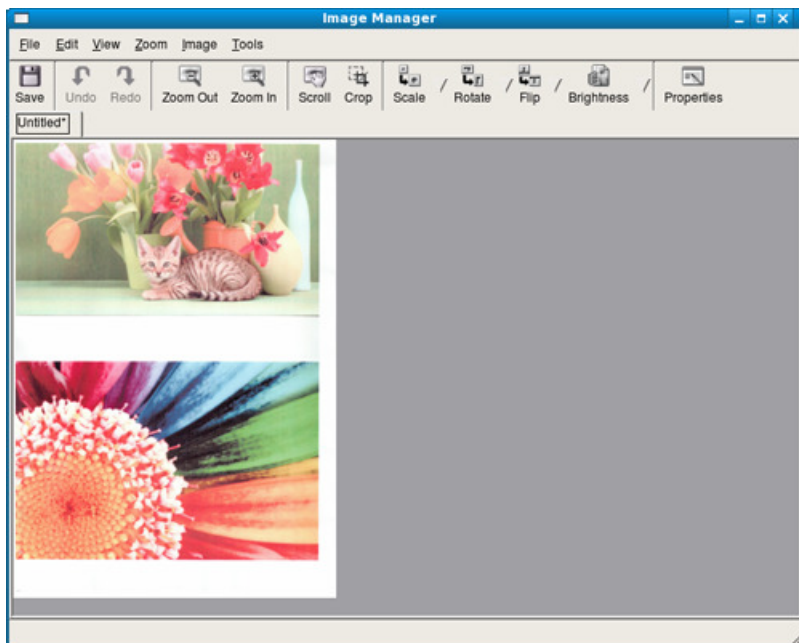 Image Manager
File Edit View Zoom Image Tools
Save Undo Redo Zoom Out Zoom In Scroll Crop Scale / Rotate / Flip / Brightness / Properties
Untitled*